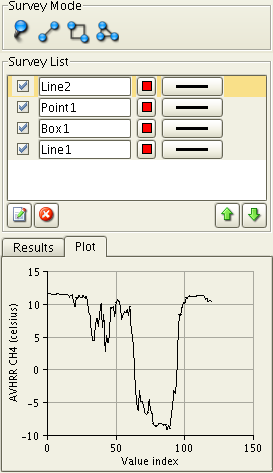 Survey Mode
Survey List
Line2
Point1
Box1
Line1
Results Plot
15
10
5
0
-5
-10
AVHRR CH4 (celsius)
0 50 100 150
Value index